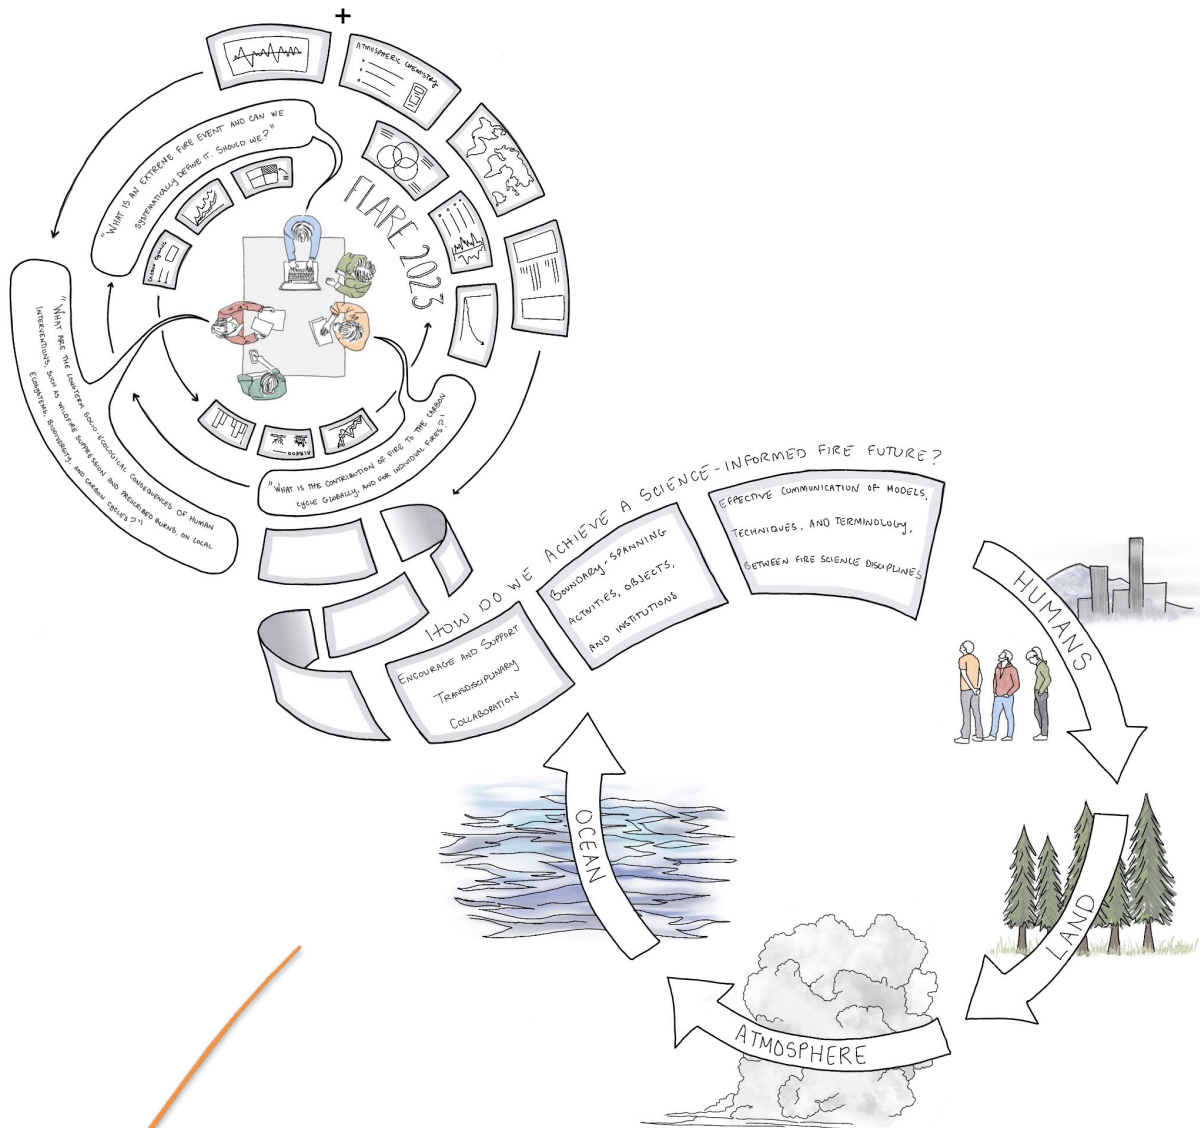 +
ATMOSPHERIC CHEMISTRY
"WHAT IS AN EXTREME FIRE EVENT AND CAN WE
SYSTEMATICALLY DEFINE IT, SHOULD WE?"
FLARE 2023
ALBEDO
"WHAT ARE THE LONGTERM SOCIO-ECOLOGICAL CONSEQUENCES OF HUMAN
INTERVENTIONS, SUCH AS WILDFIRE SUPPRESSION AND PRESCRIBED BURNS, ON LOCAL
ECOSYSTEMS, BIODIVERSITY, AND CARBON CYCLES?"
"WHAT IS THE CONTRIBUTION OF FIRE TO THE CARBON
CYCLE GLOBALLY, AND FOR INDIVIDUAL FIRES?"
HOW DO WE ACHIEVE A SCIENCE-INFORMED FIRE FUTURE?
ENCOURAGE AND SUPPORT
TRANSDISCIPLINARY
COLLABORATION
BOUNDARY-SPANNING
ACTIVITIES, OBJECTS,
AND INSTITUTIONS
EFFECTIVE COMMUNICATION OF MODELS,
TECHNIQUES, AND TERMINOLOGY,
BETWEEN FIRE SCIENCE DISCIPLINES
HUMANS
LAND
ATMOSPHERE
OCEAN